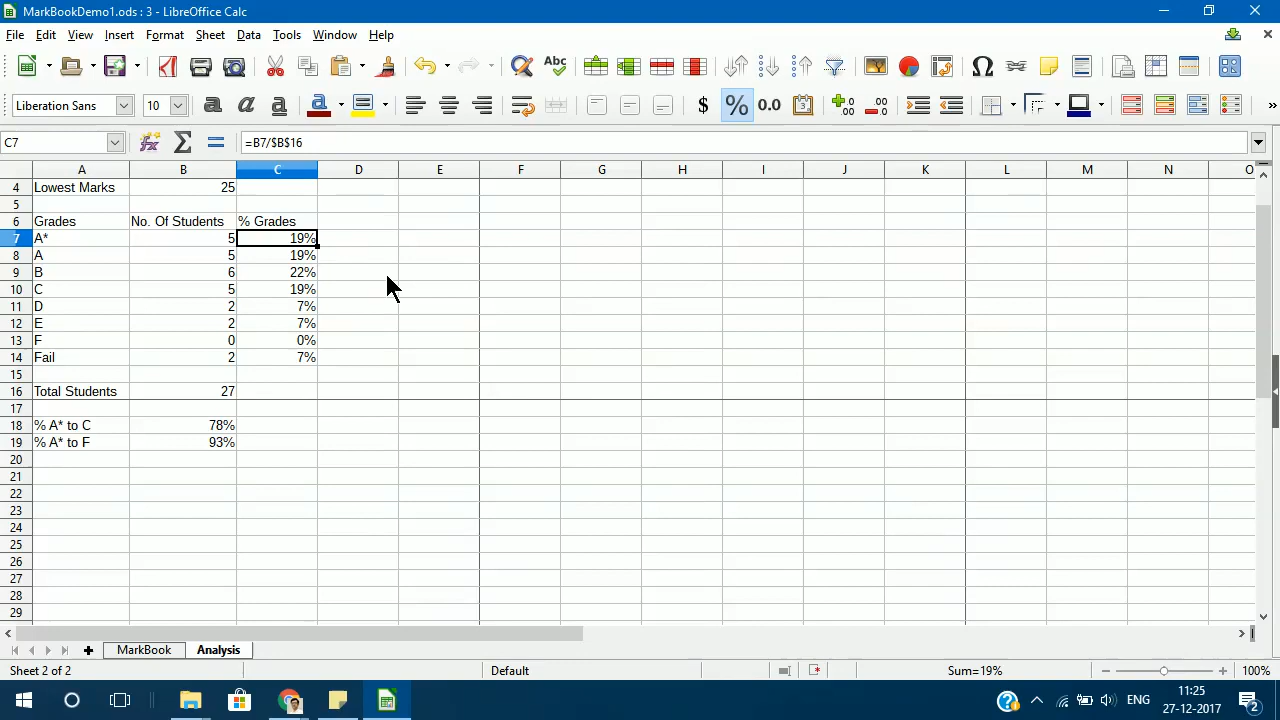 MarkBookDemo1.ods : 3 - LibreOffice Calc
File Edit View Insert Format Sheet Data Tools Window Help
Liberation Sans 10
C7 =B7/$B$16
A B C D E F G H I J K L M N O
4 Lowest Marks 25
5
6 Grades No. Of Students % Grades
7 A* 5 19%
8 A 5 19%
9 B 6 22%
10 C 5 19%
11 D 2 7%
12 E 2 7%
13 F 0 0%
14 Fail 2 7%
15
16 Total Students 27
17
18 % A* to C 78%
19 % A* to F 93%
20
21
22
23
24
25
26
27
28
29
MarkBook Analysis
Sheet 2 of 2 Default Sum=19% 100%
ENG 11:25
27-12-2017 2